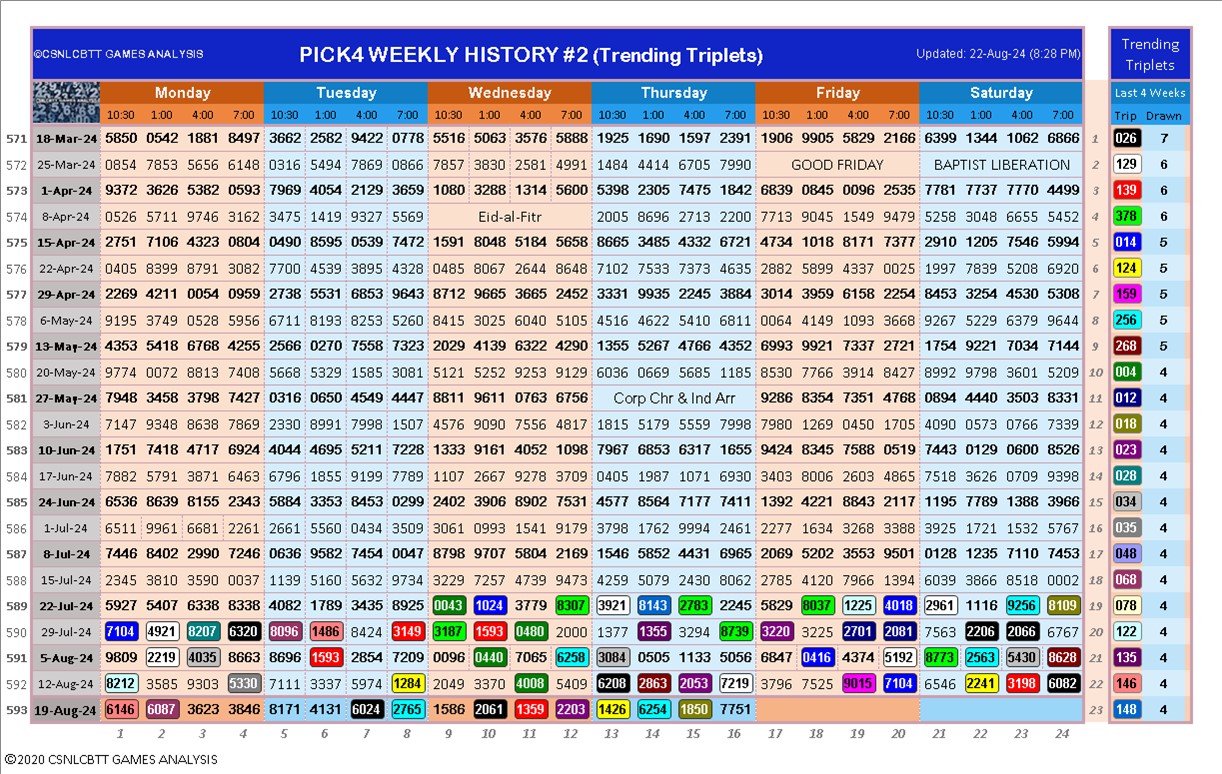 ©CSNLCBTT GAMES ANALYSIS PICK4 WEEKLY HISTORY #2 (Trending Triplets) Updated: 22-Aug-24 (8:28 PM) Trending
Triplets
Monday Tuesday Wednesday Thursday Friday Saturday Last 4 Weeks
10:30 1:00 4:00 7:00 10:30 1:00 4:00 7:00 10:30 1:00 4:00 7:00 10:30 1:00 4:00 7:00 10:30 1:00 4:00 7:00 10:30 1:00 4:00 7:00 Trip Drawn
571 18-Mar-24 5850 0542 1881 8497 3662 2582 9422 0778 5516 5063 3576 5888 1925 1690 1597 2391 1906 9905 5829 2166 6399 1344 1062 6866 1 026 7
572 25-Mar-24 0854 7853 5656 6148 0316 5494 7869 0866 7857 3830 2581 4991 1484 4414 6705 7990 GOOD FRIDAY BAPTIST LIBERATION 2 129 6
573 1-Apr-24 9372 3626 5382 0593 7969 4054 2129 3659 1080 3288 1314 5600 5398 2305 7475 1842 6839 0845 0096 2535 7781 7737 7770 4499 3 139 6
574 8-Apr-24 0526 5711 9746 3162 3475 1419 9327 5569 Eid-al-Fitr 2005 8696 2713 2200 7713 9045 1549 9479 5258 3048 6655 5452 4 378 6
575 15-Apr-24 2751 7106 4323 0804 0490 8595 0539 7472 1591 8048 5184 5658 8665 3485 4332 6721 4734 1018 8171 7377 2910 1205 7546 5994 5 014 5
576 22-Apr-24 0405 8399 8791 3082 7700 4539 3895 4328 0485 8067 2644 8648 7102 7533 7373 4635 2882 5899 4337 0025 1997 7839 5208 6920 6 124 5
577 29-Apr-24 2269 4211 0054 0959 2738 5531 6853 9643 8712 9665 3665 2452 3331 9935 2245 3884 3014 3959 6158 2254 8453 3254 4530 5308 7 159 5
578 6-May-24 9195 3749 0528 5956 6711 8193 8253 5260 8415 3025 6040 5105 4516 4622 5410 6811 0064 4149 1093 3668 9267 5229 6379 9644 8 256 5
579 13-May-24 4353 5418 6768 4255 2566 0270 7558 7332 2029 4139 6322 4290 1355 5267 4766 4352 6993 9921 7337 2721 1754 9221 7034 7144 9 268 5
580 20-May-24 9774 0072 8813 7408 5668 5329 1585 3081 5121 5252 9253 9129 6036 0669 5685 1185 8530 7766 3914 8427 8992 9798 3601 5209 10 004 4
581 27-May-24 7948 3458 3798 7427 0316 0650 4549 4447 8811 9611 0763 6756 Corp Chr & Ind Arr 9286 8354 7351 4768 0894 4440 3503 8331 11 012 4
582 3-Jun-24 7147 9348 8638 7869 2330 8991 7998 1507 4576 9090 7556 4817 1815 5179 5559 7998 7980 1269 0450 1705 4090 0573 0766 7339 12 018 4
583 10-Jun-24 1751 7418 4717 6924 4044 4695 5211 7228 1333 9161 4052 1098 7967 6853 6317 1655 9424 8345 7588 0519 7443 0129 0600 8526 13 023 4
584 17-Jun-24 7882 5791 3871 6463 6796 1855 9199 7789 1107 2667 9278 3709 0405 1987 1071 6930 3403 8006 2603 4865 7518 3626 0709 9398 14 028 4
585 24-Jun-24 6536 8639 8155 2343 5884 3353 8453 0299 2402 3906 8902 7531 4577 8564 7177 7411 1392 4221 8843 2117 1195 7789 1388 3966 15 034 4
586 1-Jul-24 6511 9961 6681 2261 2661 5560 0434 3509 3061 0993 1541 9179 3798 1762 9994 2461 2277 1634 3268 3388 3925 1721 1532 5767 16 035 4
587 8-Jul-24 7446 8402 2990 7246 0636 9582 7454 0047 8798 9707 5804 2169 1546 5852 4431 6965 2069 5202 3553 9501 0128 1235 7110 7453 17 048 4
588 15-Jul-24 2345 3810 3590 0037 1139 5160 5632 9734 3229 7257 4739 9473 4259 5079 2430 8062 2785 4120 7966 1394 6039 3866 8518 0002 18 068 4
589 22-Jul-24 5927 5407 6338 8338 4082 1789 3435 8925 0043 1024 3779 8307 3921 8143 2783 2245 5829 8037 1225 4018 2961 1116 9256 8109 19 078 4
590 29-Jul-24 7104 4921 8207 6320 8096 1486 8424 3149 3187 1593 0480 2000 1377 1355 3294 8739 3220 3225 2701 2081 7563 2206 2066 6767 20 122 4
591 5-Aug-24 9809 2219 4035 8663 8696 1593 2854 7209 0096 0440 7065 6258 3084 0505 1133 5056 6847 0416 4374 5192 8773 2563 5430 8628 21 135 4
592 12-Aug-24 8212 3585 9303 5330 7111 3337 5974 1284 2049 3370 4008 5409 6208 2863 2053 7219 3796 7525 9015 7104 6546 2241 3198 6082 22 146 4
593 19-Aug-24 6146 6087 3623 3846 8171 4131 6024 2765 1586 2061 1359 2203 1426 6254 1850 7751 23 148 4
1 2 3 4 5 6 7 8 9 10 11 12 13 14 15 16 17 18 19 20 21 22 23 24
©2020 CSNLCBTT GAMES ANALYSIS